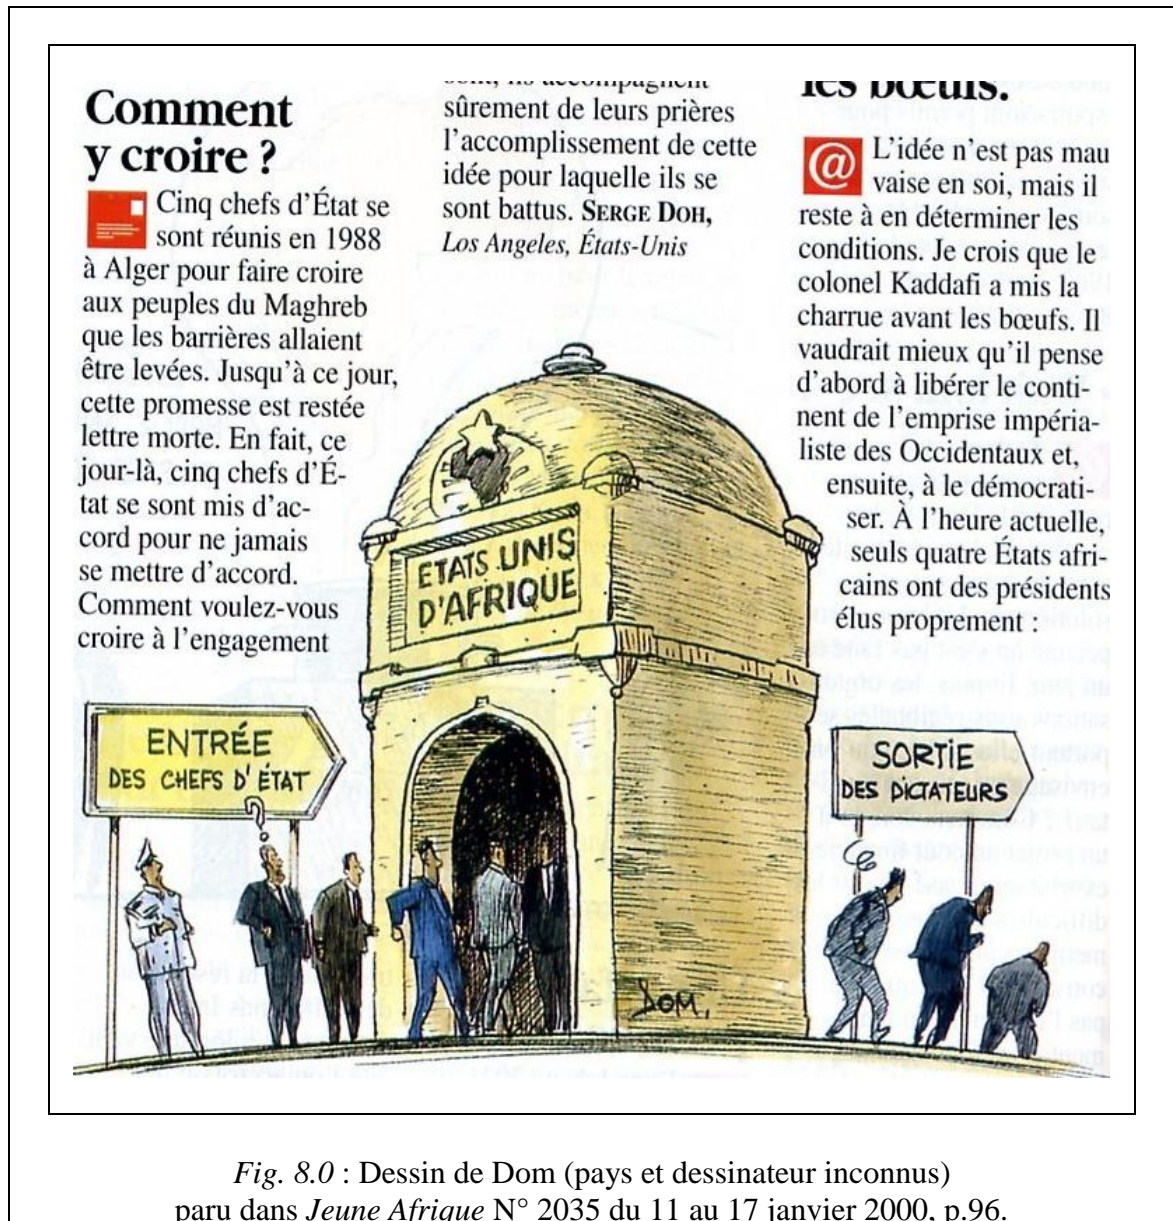 Comment
y croire ?
Cinq chefs d’État se
sont réunis en 1988
à Alger pour faire croire
aux peuples du Maghreb
que les barrières allaient
être levées. Jusqu’à ce jour,
cette promesse est restée
lettre morte. En fait, ce
jour-là, cinq chefs d’É-
tat se sont mis d’ac-
cord pour ne jamais
se mettre d’accord.
Comment voulez-vous
croire à l’engagement
sont, ils accompagnent
sûrement de leurs prières
l’accomplissement de cette
idée pour laquelle ils se
sont battus. SERGE DOH,
Los Angeles, États-Unis
les bœufs.
@ L’idée n’est pas mau
vaise en soi, mais il
reste à en déterminer les
conditions. Je crois que le
colonel Kaddafi a mis la
charrue avant les bœufs. Il
vaudrait mieux qu’il pense
d’abord à libérer le conti-
nent de l’emprise impéria-
liste des Occidentaux et,
ensuite, à le démocrati-
ser. À l’heure actuelle,
seuls quatre États afri-
cains ont des présidents
élus proprement :
ETATS UNIS
D'AFRIQUE
ENTRÉE
DES CHEFS D'ÉTAT
?
SORTIE
DES DICTATEURS
DOM.
Fig. 8.0 : Dessin de Dom (pays et dessinateur inconnus)
paru dans Jeune Afrique N° 2035 du 11 au 17 janvier 2000, p.96.